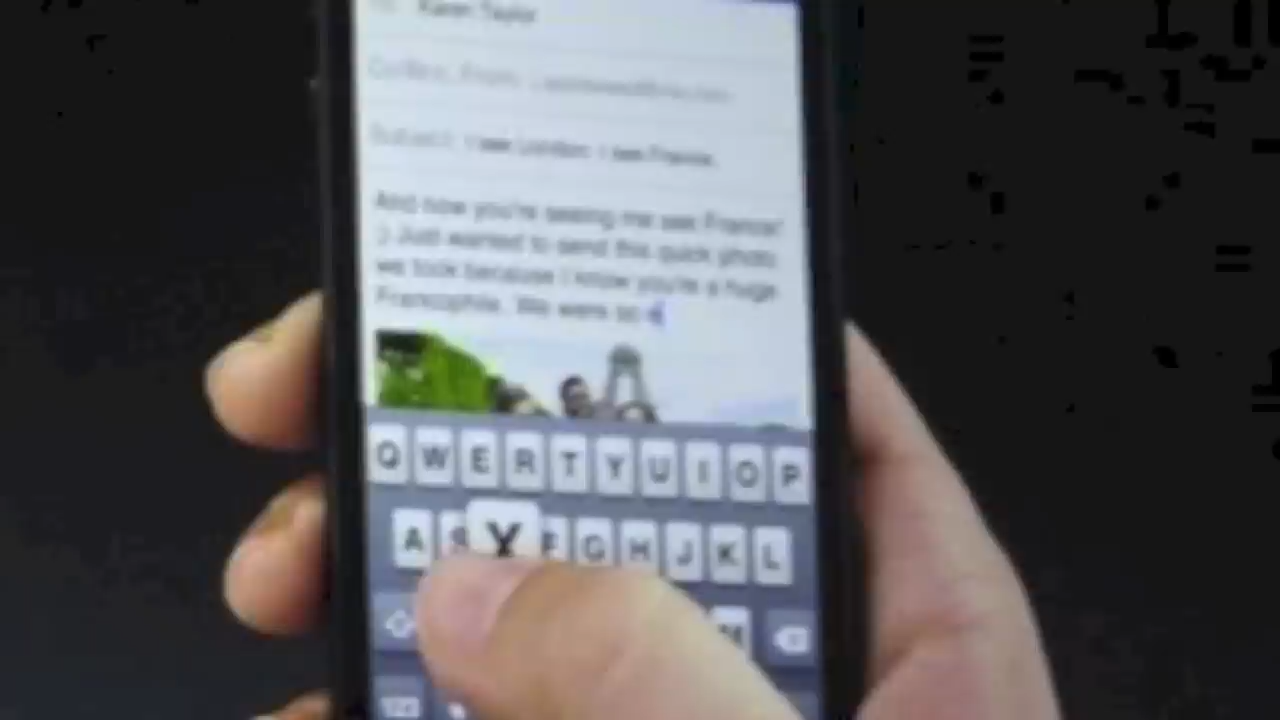 Karen Taylor
Subject: I see London. I see France.
And now you're seeing me see France!
:) Just wanted to send this quick photo
we took because I know you're a huge
Francophile. We were so e
Q W E R T Y U I O P
A S X F G H J K L
123